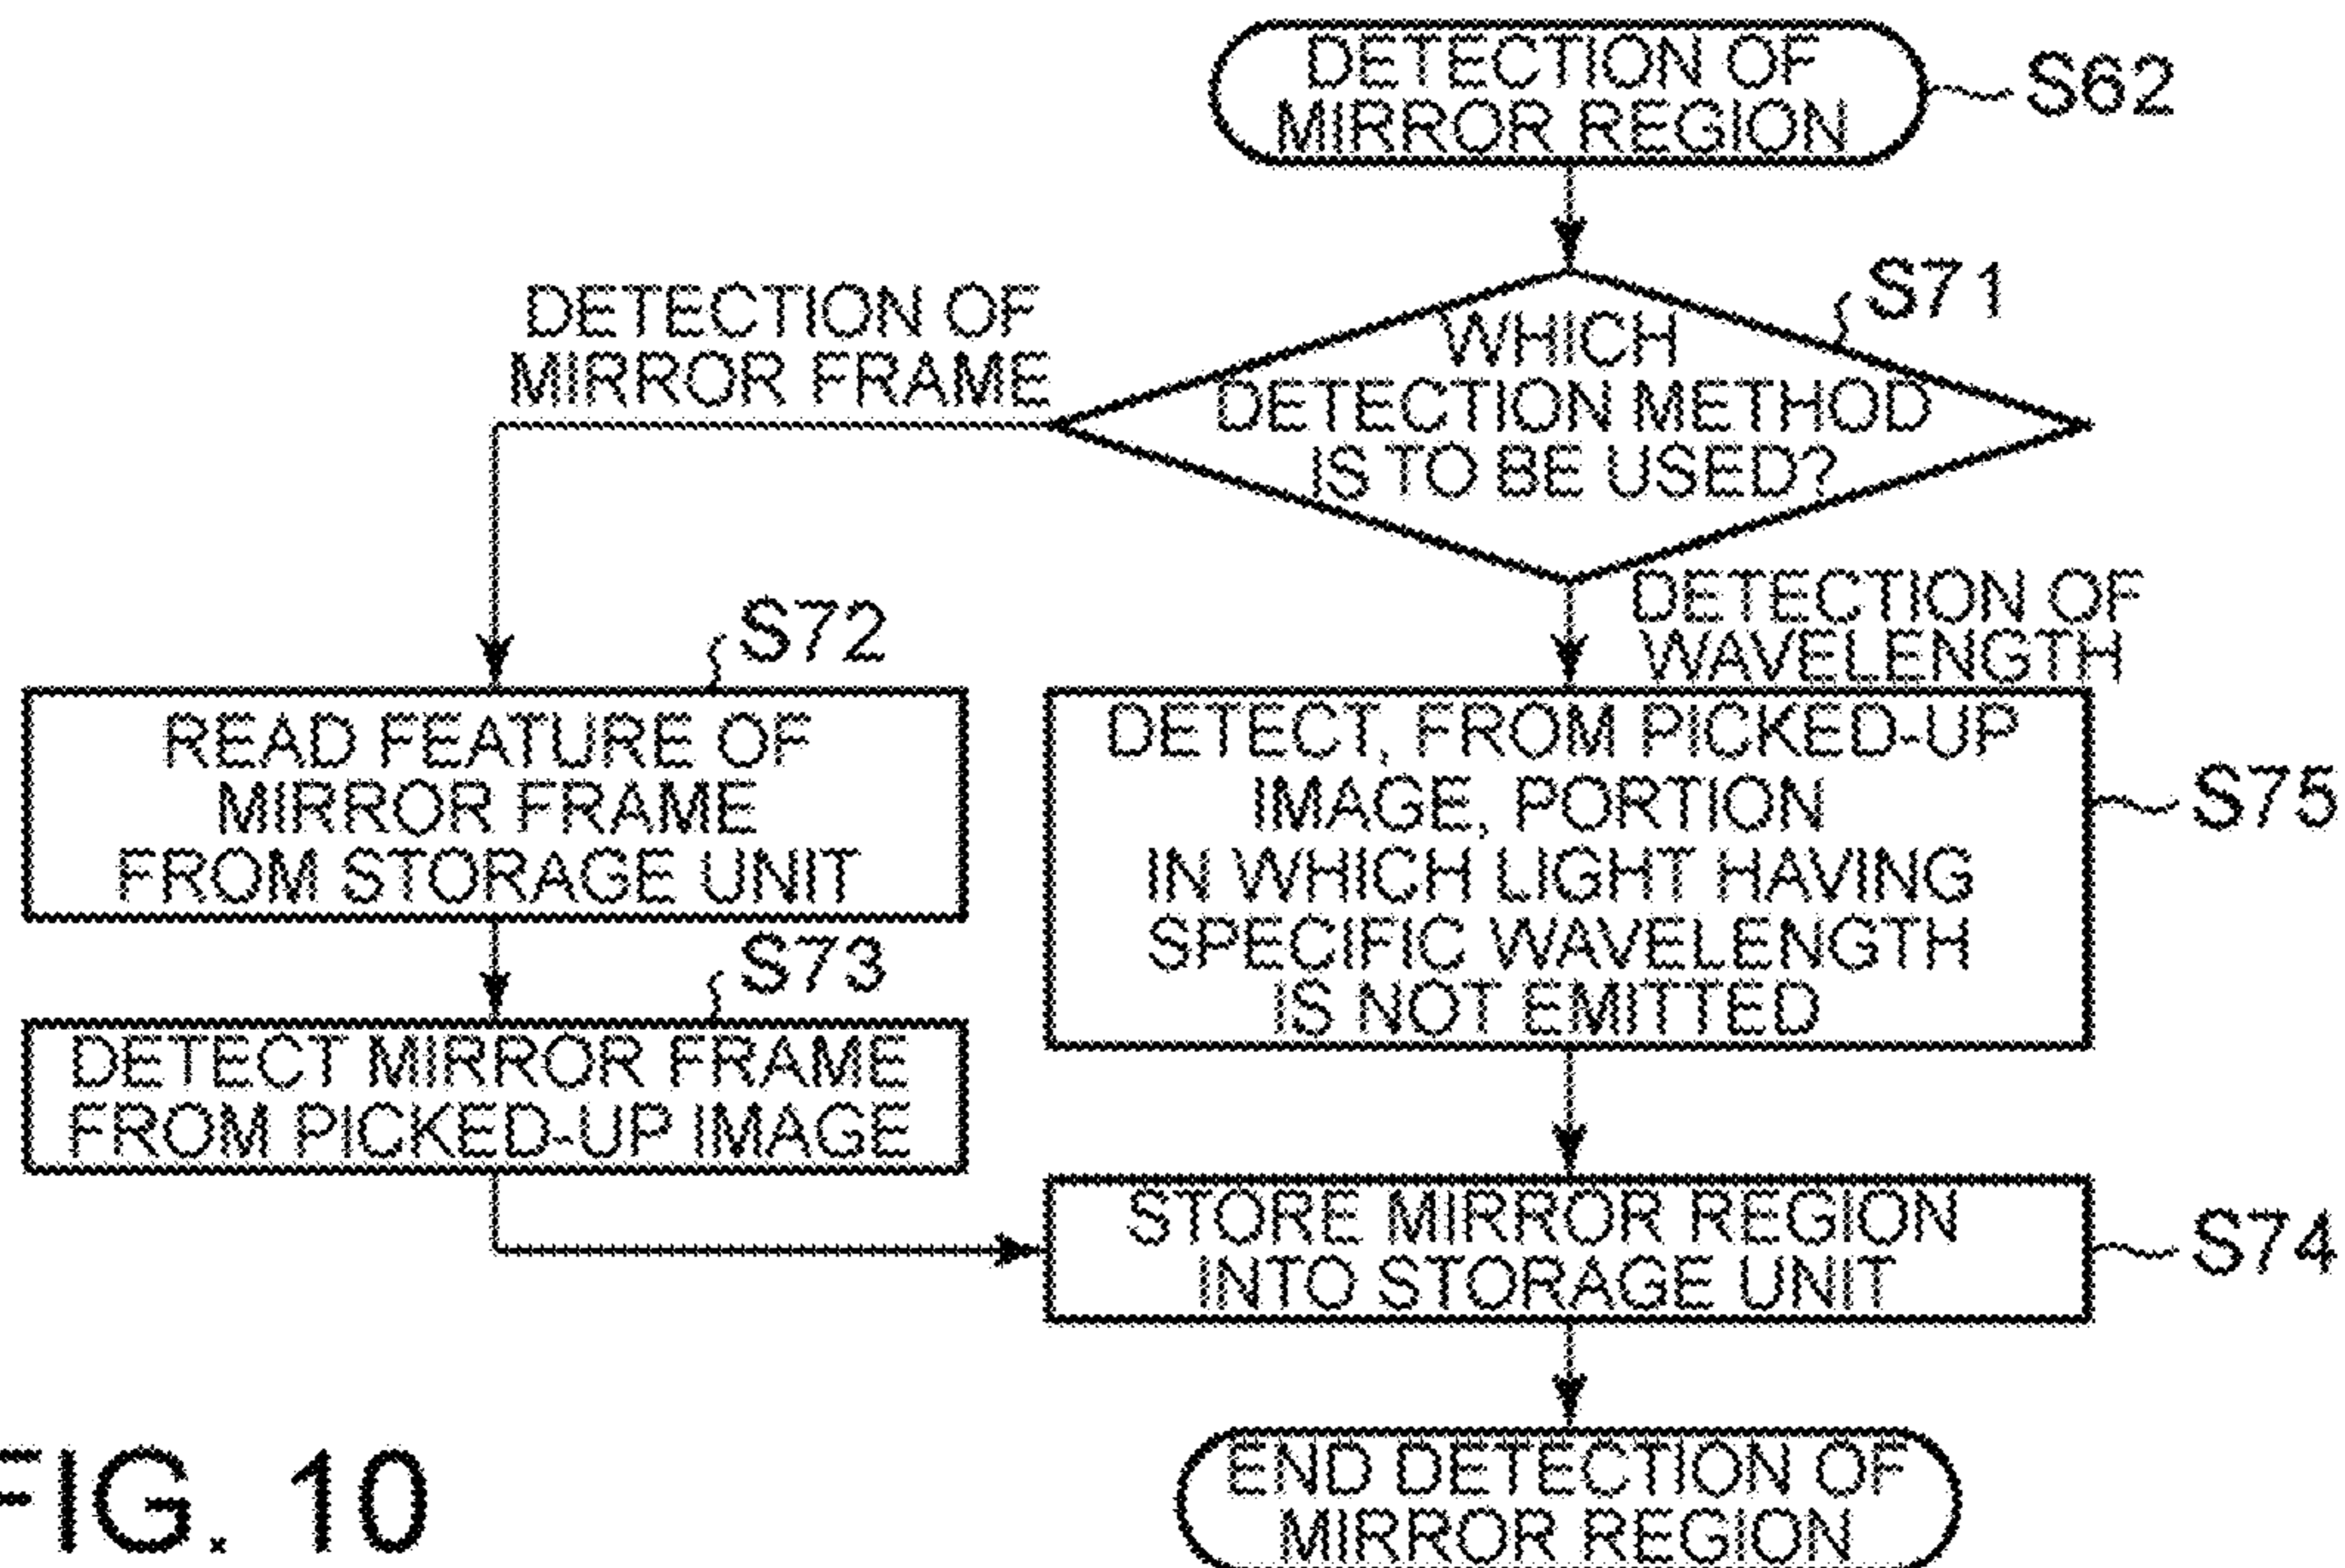 DETECTION OF
MIRROR REGION
S62
S71
WHICH
DETECTION METHOD
IS TO BE USED?
DETECTION OF
MIRROR FRAME
DETECTION OF
WAVELENGTH
S72
READ FEATURE OF
MIRROR FRAME
FROM STORAGE UNIT
S73
DETECT MIRROR FRAME
FROM PICKED-UP IMAGE
DETECT, FROM PICKED-UP
IMAGE, PORTION
IN WHICH LIGHT HAVING
SPECIFIC WAVELENGTH
IS NOT EMITTED
S75
STORE MIRROR REGION
INTO STORAGE UNIT
S74
END DETECTION OF
MIRROR REGION
FIG. 10